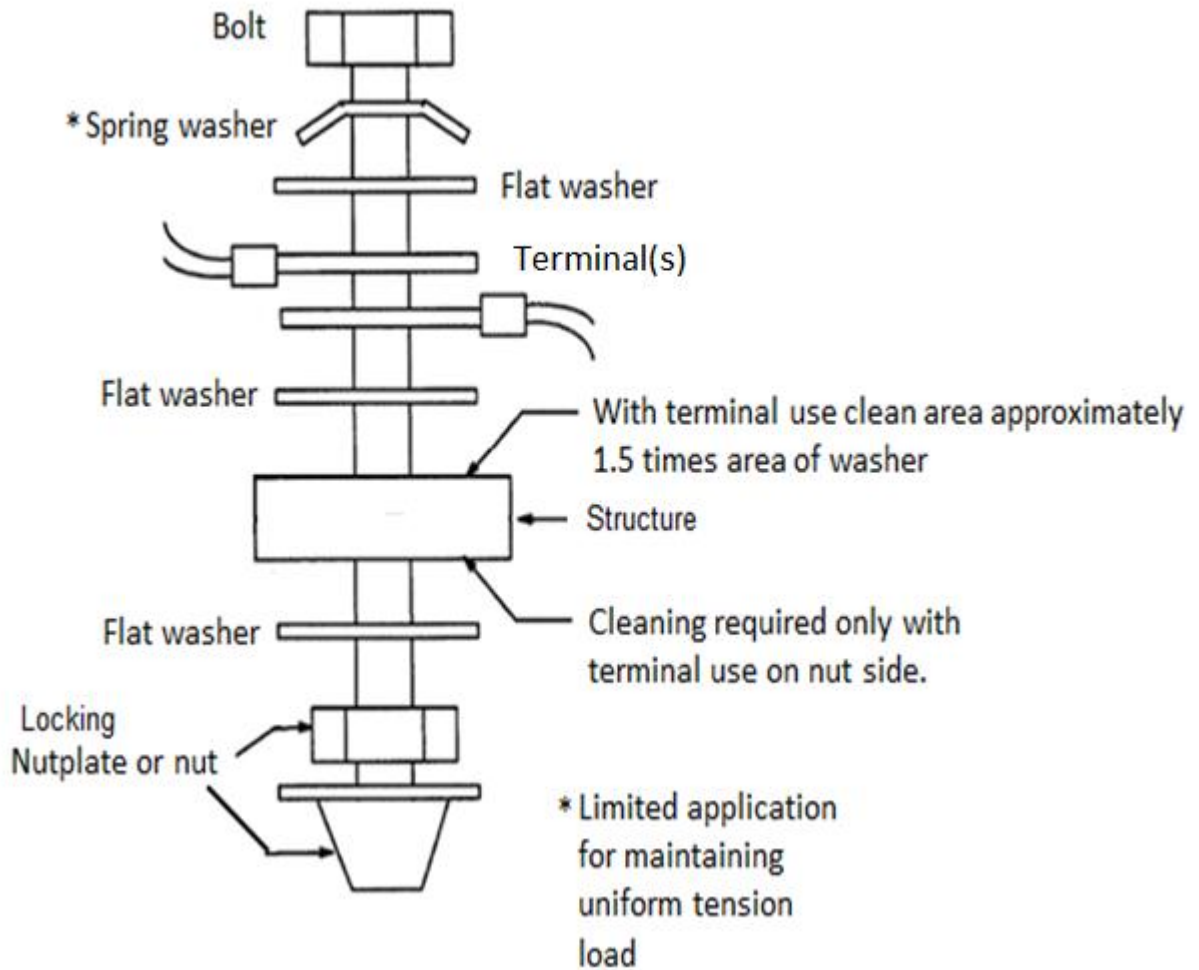 Bolt
* Spring washer
Flat washer
Terminal(s)
Flat washer
With terminal use clean area approximately
1.5 times area of washer
Structure
Cleaning required only with
terminal use on nut side.
Flat washer
Locking
Nutplate or nut
* Limited application
for maintaining
uniform tension
load